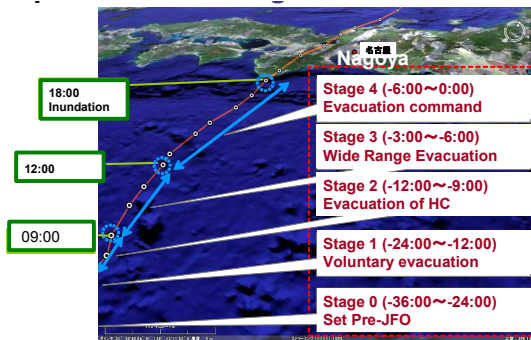 名古屋
Nagoya
18:00
Inundation
12:00
09:00
Stage 4 (-6:00～0:00)
Evacuation command
Stage 3 (-3:00～-6:00)
Wide Range Evacuation
Stage 2 (-12:00～-9:00)
Evacuation of HC
Stage 1 (-24:00～-12:00)
Voluntary evacuation
Stage 0 (-36:00～-24:00)
Set Pre-JFO